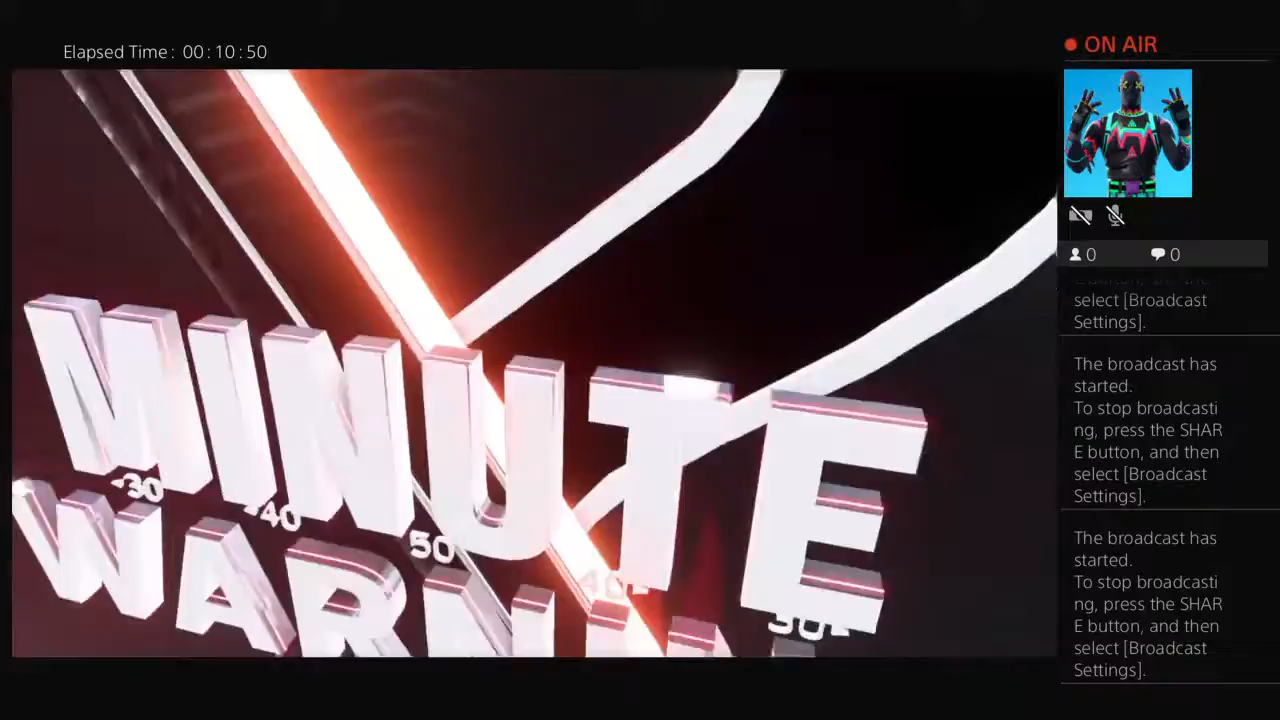 Elapsed Time: 00:10:50
ON AIR
0 0
select [Broadcast
Settings].
The broadcast has
started.
To stop broadcasti
ng, press the SHAR
E button, and then
select [Broadcast
Settings].
The broadcast has
started.
To stop broadcasti
ng, press the SHAR
E button, and then
select [Broadcast
Settings].
MINUTE
-30 -40 50 40- 30-